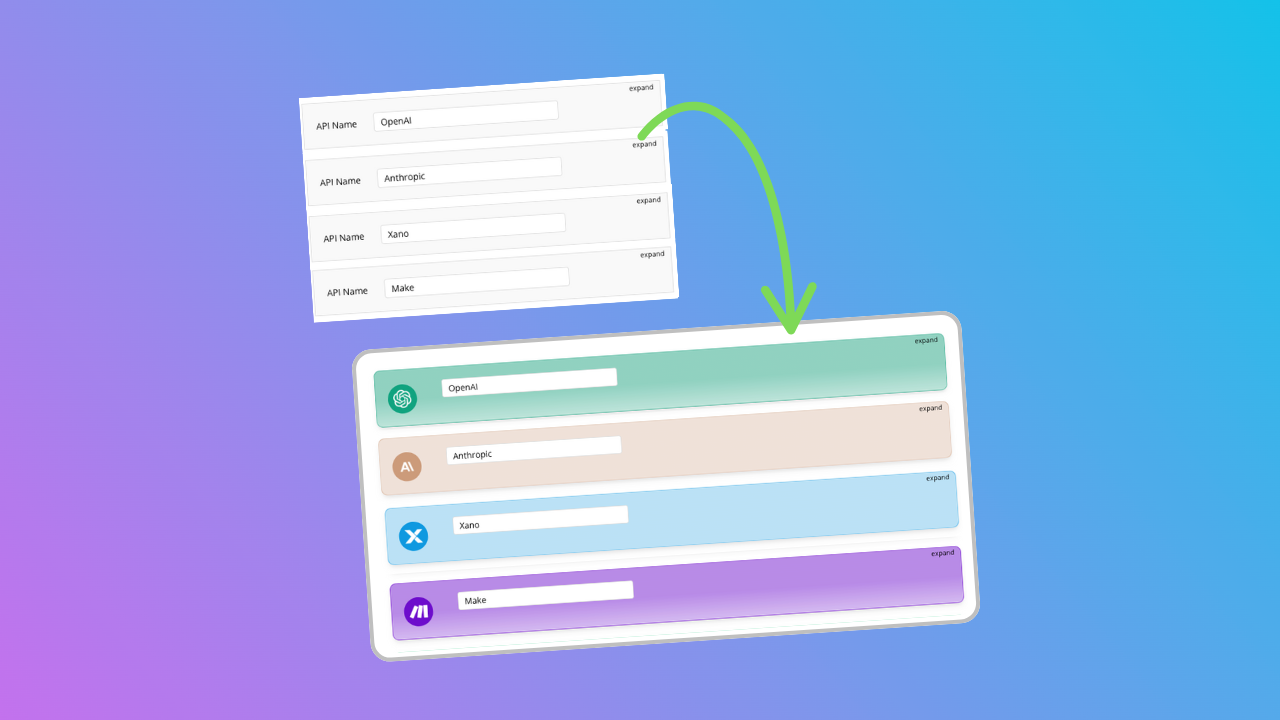 expand
API Name OpenAI
expand
API Name Anthropic
expand
API Name Xano
expand
API Name Make
expand
OpenAI
expand
A\ Anthropic
expand
Xano
expand
Make